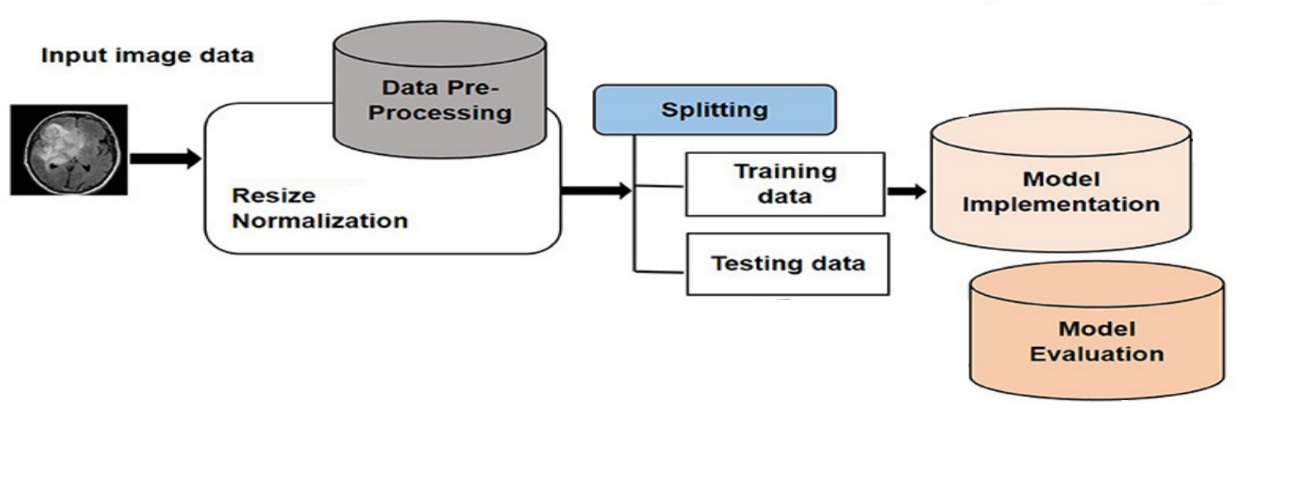 Input image data
Data Pre-
Processing
Resize
Normalization
Splitting
Training
data
Testing data
Model
Implementation
Model
Evaluation